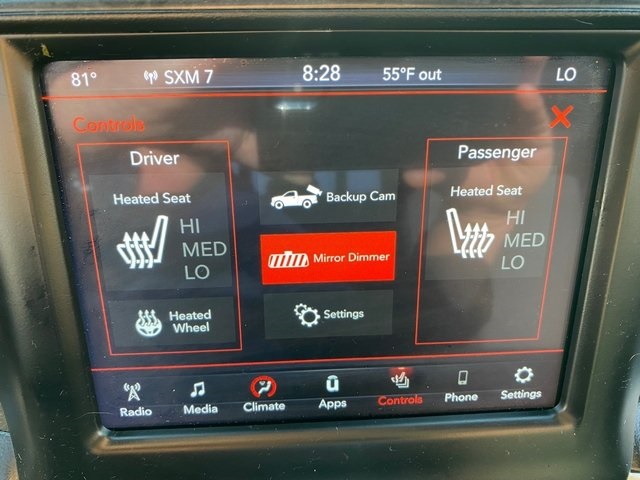 81° SXM 7 8:28 55°F out LO
Controls
Driver
Passenger
Heated Seat
HI
MED
LO
Heated
Wheel
Backup Cam
Mirror Dimmer
Settings
Heated Seat
HI
MED
LO
Radio Media Climate Apps Controls Phone Settings